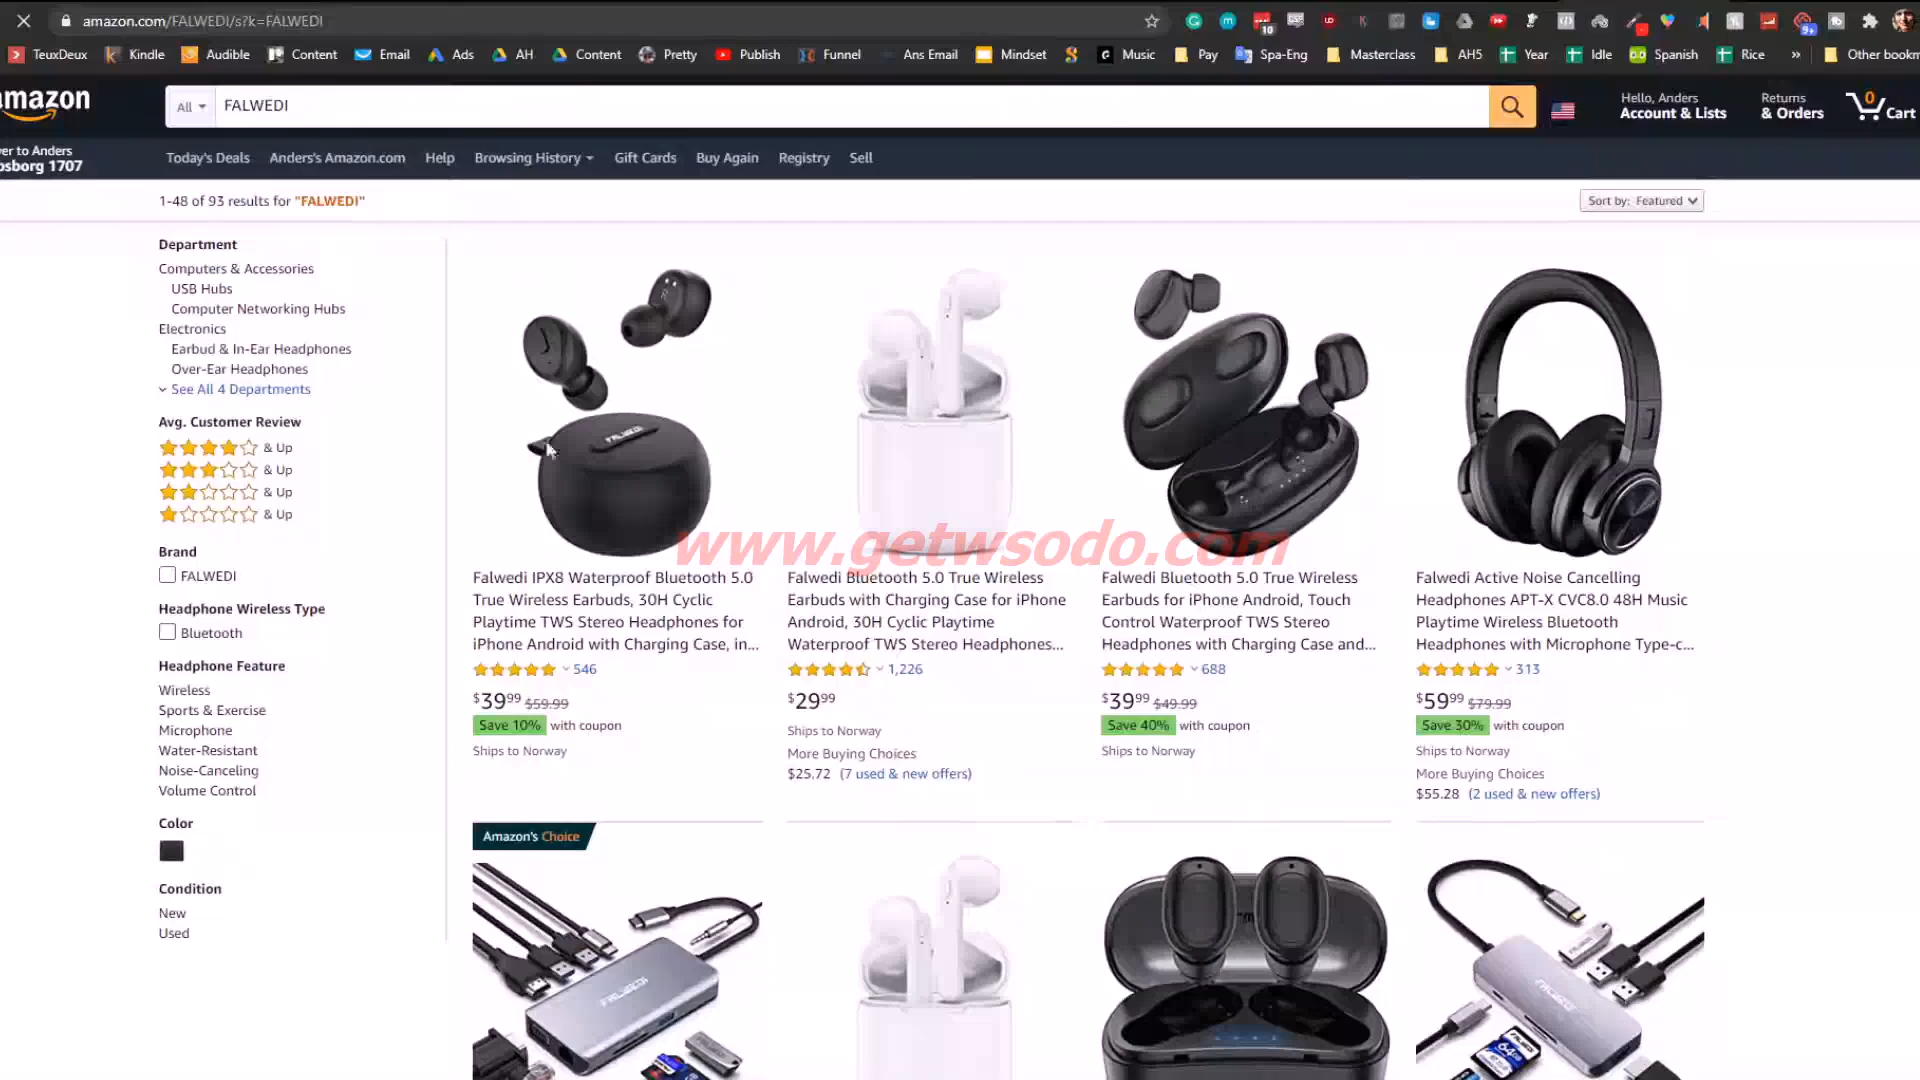 amazon.com/FALWEDI/s?k=FALWEDI
10
9+
TeuxDeux Kindle Audible Content Email Ads AH Content Pretty Publish Funnel Ans Email Mindset Music Pay Spa-Eng Masterclass AH5 Year Idle Spanish Rice » Other bookm
amazon
All FALWEDI
Hello, Anders
Account & Lists
Returns
& Orders
0
Cart
er to Anders
sborg 1707
Today's Deals Anders's Amazon.com Help Browsing History Gift Cards Buy Again Registry Sell
1-48 of 93 results for "FALWEDI"
Sort by: Featured
Department
Computers & Accessories
USB Hubs
Computer Networking Hubs
Electronics
Earbud & In-Ear Headphones
Over-Ear Headphones
See All 4 Departments
Avg. Customer Review
& Up
& Up
& Up
& Up
Brand
FALWEDI
Headphone Wireless Type
Bluetooth
Headphone Feature
Wireless
Sports & Exercise
Microphone
Water-Resistant
Noise-Canceling
Volume Control
Color
Condition
New
Used
FALWEDI
www.getwsodo.com
Falwedi IPX8 Waterproof Bluetooth 5.0
True Wireless Earbuds, 30H Cyclic
Playtime TWS Stereo Headphones for
iPhone Android with Charging Case, in...
546
$39.99 $59.99
Save 10% with coupon
Ships to Norway
Falwedi Bluetooth 5.0 True Wireless
Earbuds with Charging Case for iPhone
Android, 30H Cyclic Playtime
Waterproof TWS Stereo Headphones...
1,226
$29.99
Ships to Norway
More Buying Choices
$25.72 (7 used & new offers)
Falwedi Bluetooth 5.0 True Wireless
Earbuds for iPhone Android, Touch
Control Waterproof TWS Stereo
Headphones with Charging Case and...
688
$39.99 $49.99
Save 40% with coupon
Ships to Norway
Falwedi Active Noise Cancelling
Headphones APT-X CVC8.0 48H Music
Playtime Wireless Bluetooth
Headphones with Microphone Type-c...
313
$59.99 $79.99
Save 30% with coupon
Ships to Norway
More Buying Choices
$55.28 (2 used & new offers)
Amazon's Choice
FALWEDI
FALWEDI
64GB